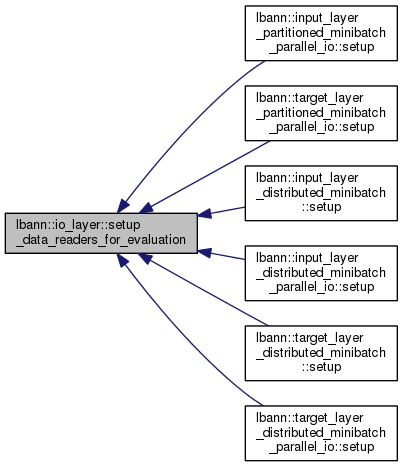 lbann::io_layer::setup
_data_readers_for_evaluation
lbann::input_layer
_partitioned_minibatch
_parallel_io::setup
lbann::target_layer
_partitioned_minibatch
_parallel_io::setup
lbann::input_layer
_distributed_minibatch
::setup
lbann::input_layer
_distributed_minibatch
_parallel_io::setup
lbann::target_layer
_distributed_minibatch
::setup
lbann::target_layer
_distributed_minibatch
_parallel_io::setup